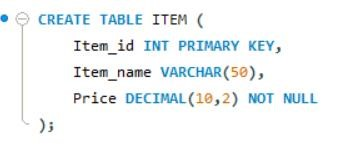 CREATE TABLE ITEM (
Item_id INT PRIMARY KEY,
Item_name VARCHAR(50),
Price DECIMAL(10,2) NOT NULL
);